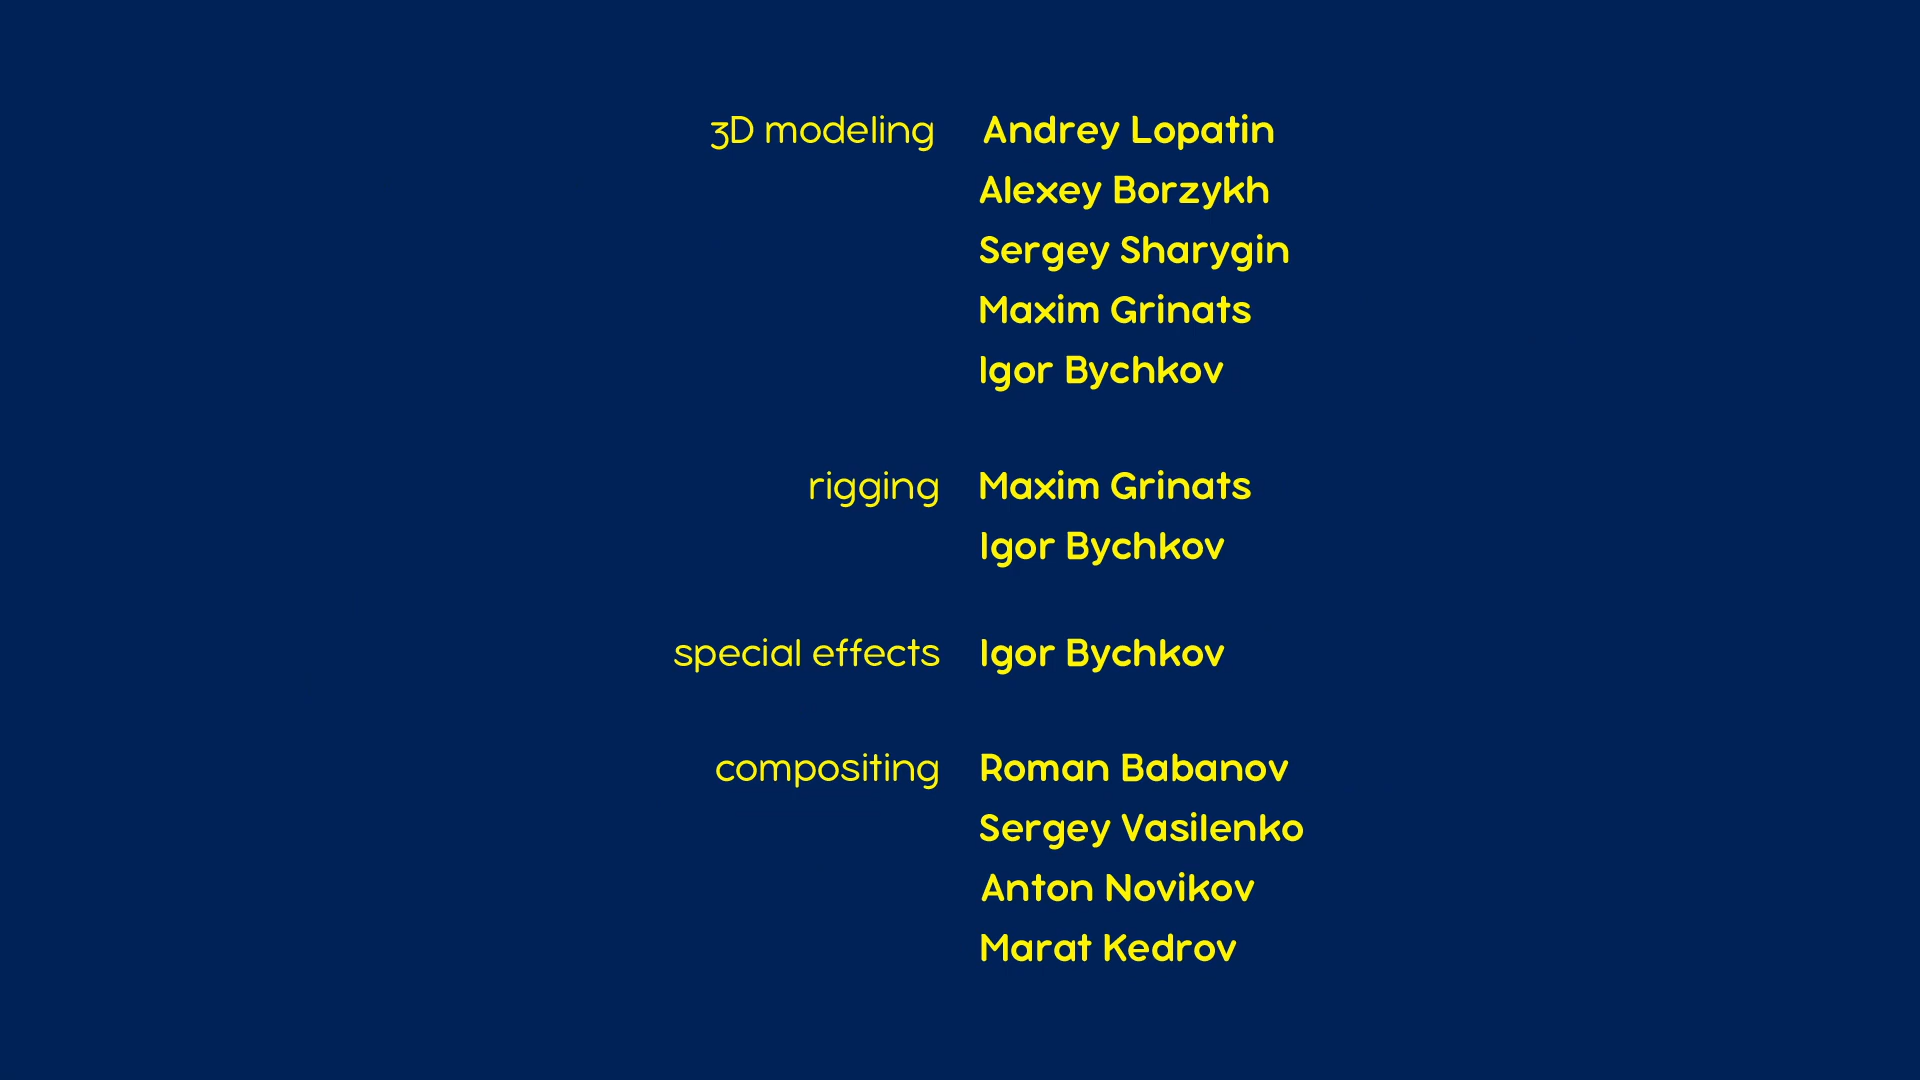 3D modeling Andrey Lopatin
Alexey Borzykh
Sergey Sharygin
Maxim Grinats
Igor Bychkov
rigging Maxim Grinats
Igor Bychkov
special effects Igor Bychkov
compositing Roman Babanov
Sergey Vasilenko
Anton Novikov
Marat Kedrov